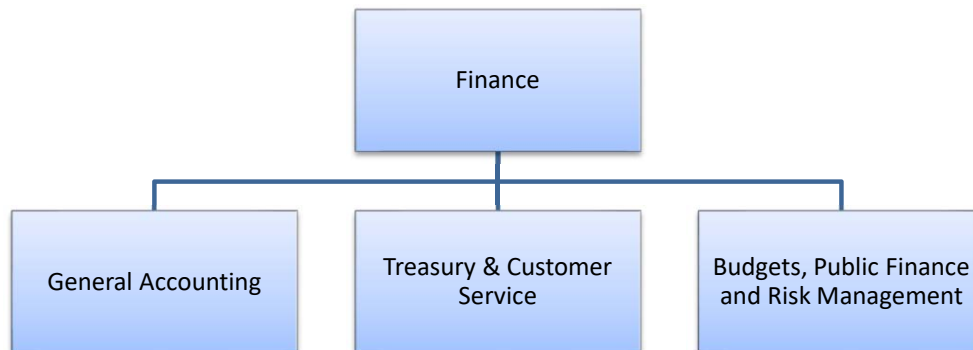 Finance
General Accounting
Treasury & Customer
Service
Budgets, Public Finance
and Risk Management